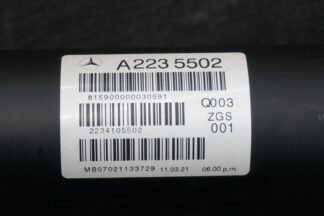 A223 5502
815900000030591
Q003
ZGS
001
2234105502
MB07021133729 11.03.21 06.00 p.m.